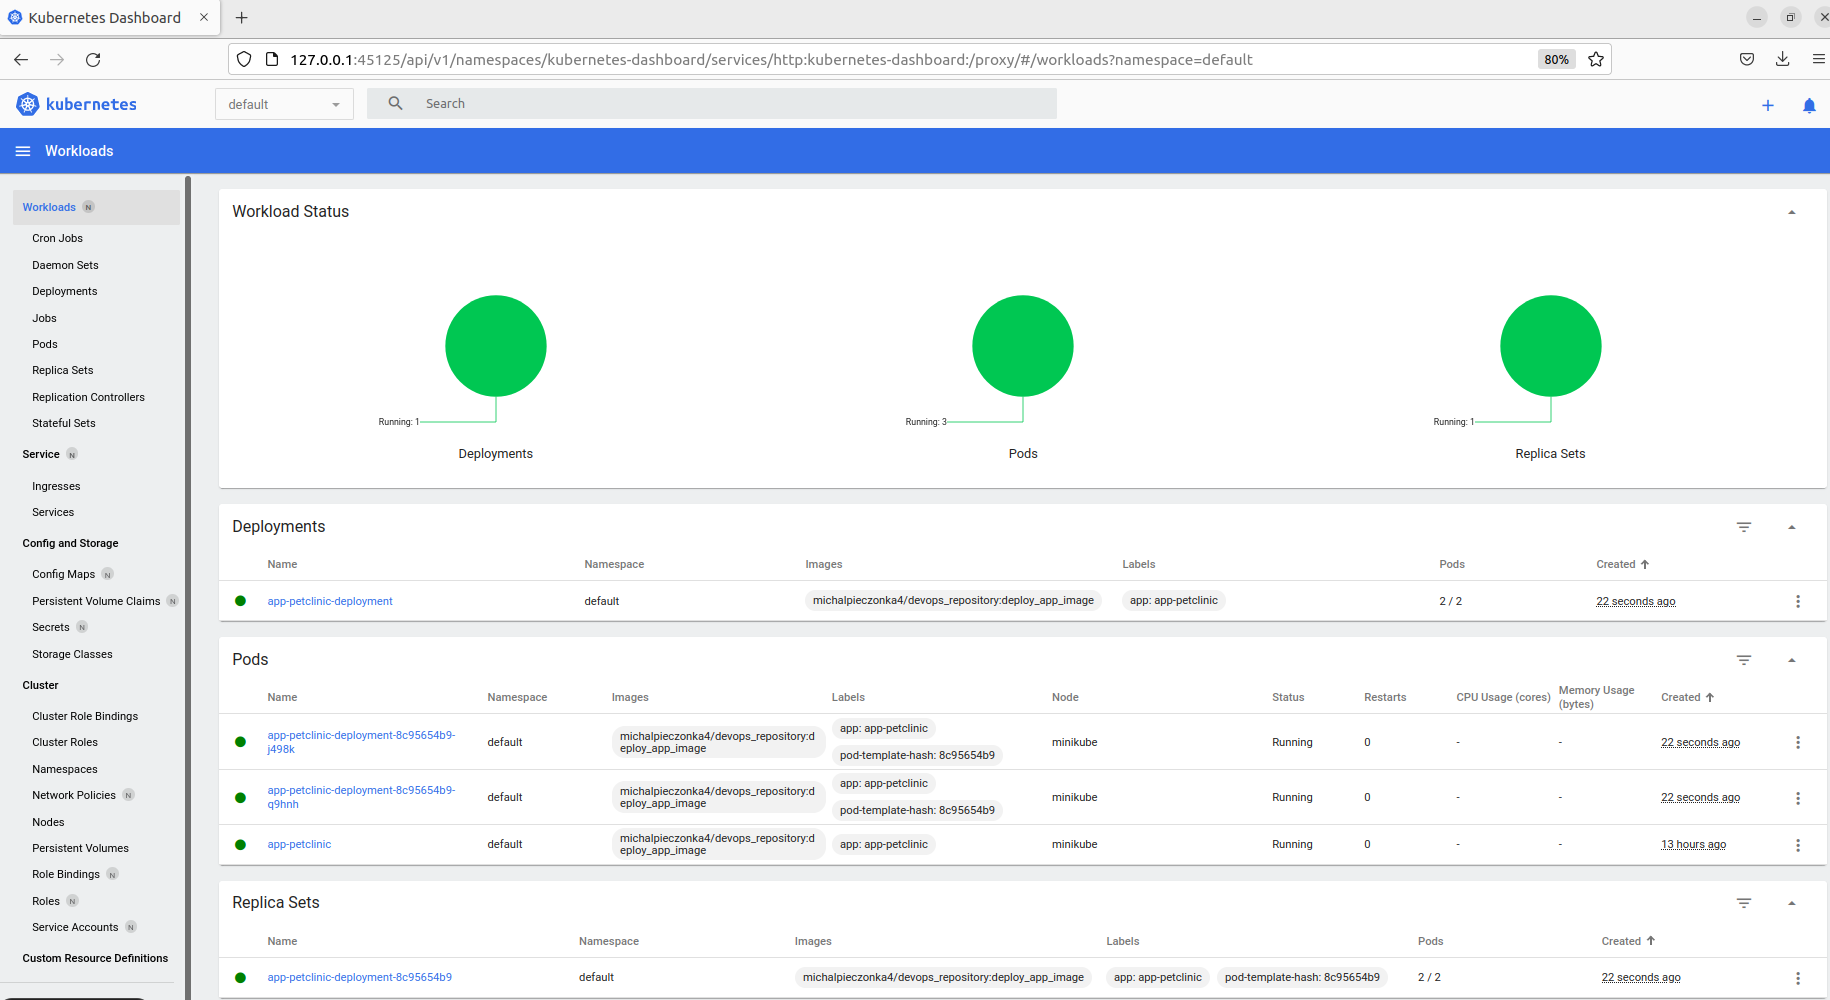 Kubernetes Dashboard
127.0.0.1:45125/api/v1/namespaces/kubernetes-dashboard/services/http:kubernetes-dashboard:/proxy/#/workloads?namespace=default
80%
kubernetes
default
Search
Workloads
Workloads N
Cron Jobs
Daemon Sets
Deployments
Jobs
Pods
Replica Sets
Replication Controllers
Stateful Sets
Service N
Ingresses
Services
Config and Storage
Config Maps N
Persistent Volume Claims N
Secrets N
Storage Classes
Cluster
Cluster Role Bindings
Cluster Roles
Namespaces
Network Policies N
Nodes
Persistent Volumes
Role Bindings N
Roles N
Service Accounts N
Custom Resource Definitions
Workload Status
Running: 1
Running: 3
Running: 1
Deployments
Pods
Replica Sets
Deployments
Name Namespace Images Labels Pods Created
app-petclinic-deployment default michalpieczonka4/devops_repository:deploy_app_image app: app-petclinic 2 / 2 22 seconds ago
Pods
Name Namespace Images Labels Node Status Restarts CPU Usage (cores) Memory Usage (bytes) Created
app-petclinic-deployment-8c95654b9-
j498k
default
michalpieczonka4/devops_repository:d
eploy_app_image
app: app-petclinic
pod-template-hash: 8c95654b9
minikube Running 0 - - 22 seconds ago
app-petclinic-deployment-8c95654b9-
q9hnh
default
michalpieczonka4/devops_repository:d
eploy_app_image
app: app-petclinic
pod-template-hash: 8c95654b9
minikube Running 0 - - 22 seconds ago
app-petclinic
default
michalpieczonka4/devops_repository:d
eploy_app_image
app: app-petclinic
minikube Running 0 - - 13 hours ago
Replica Sets
Name Namespace Images Labels Pods Created
app-petclinic-deployment-8c95654b9 default michalpieczonka4/devops_repository:deploy_app_image app: app-petclinic pod-template-hash: 8c95654b9 2 / 2 22 seconds ago